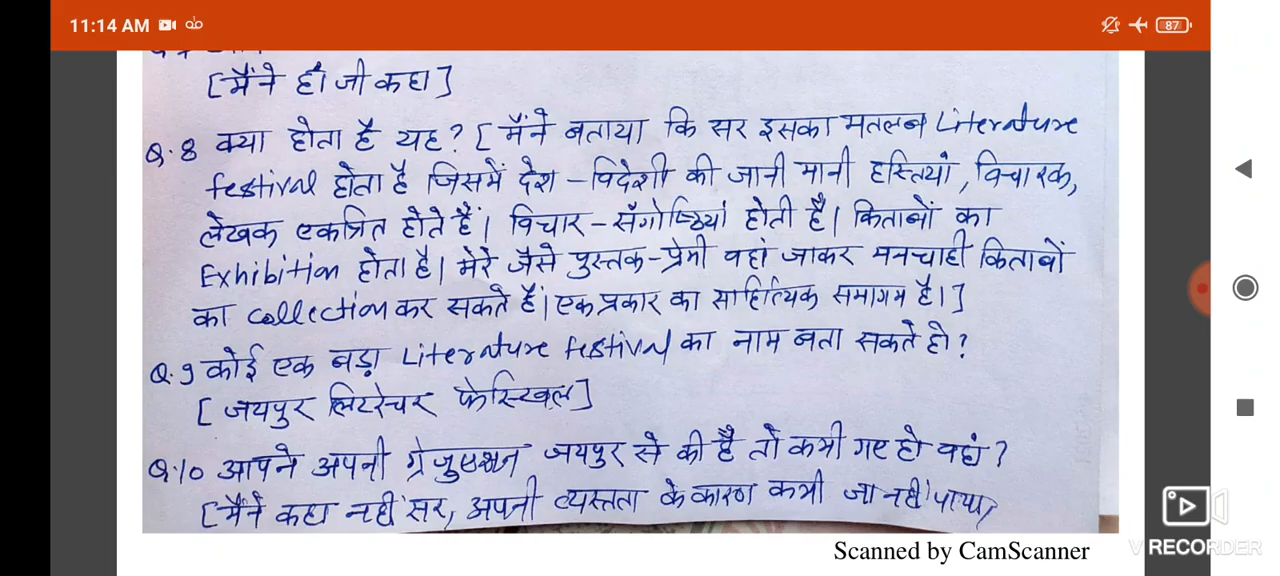 11:14 AM
87
[मैंने हाँ जी कहा]
Q.8 क्या होता है यह? [मैंने बताया कि सर इसका मतलब Literature
festival होता है जिसमें देश-विदेशी की जानी मानी हस्तियां, विचारक,
लेखक एकत्रित होते हैं। विचार-संगोष्ठियां होती है। किताबों का
Exhibition होता है। मेरे जैसे पुस्तक-प्रेमी वहां जाकर मनचाही किताबों
का collection कर सकते हैं। एक प्रकार का साहित्यिक समागम है।]
Q.9 कोई एक बड़ा Literature festival का नाम बता सकते हो?
[जयपुर लिटरेचर फेस्टिवल]
Q.10 आपने अपनी ग्रेजुएशन जयपुर से की है तो कभी गए हो वहां?
[मैंने कहा नहीं सर, अपनी व्यस्तता के कारण कभी जा नहीं पाया,
Scanned by CamScanner
V RECORDER